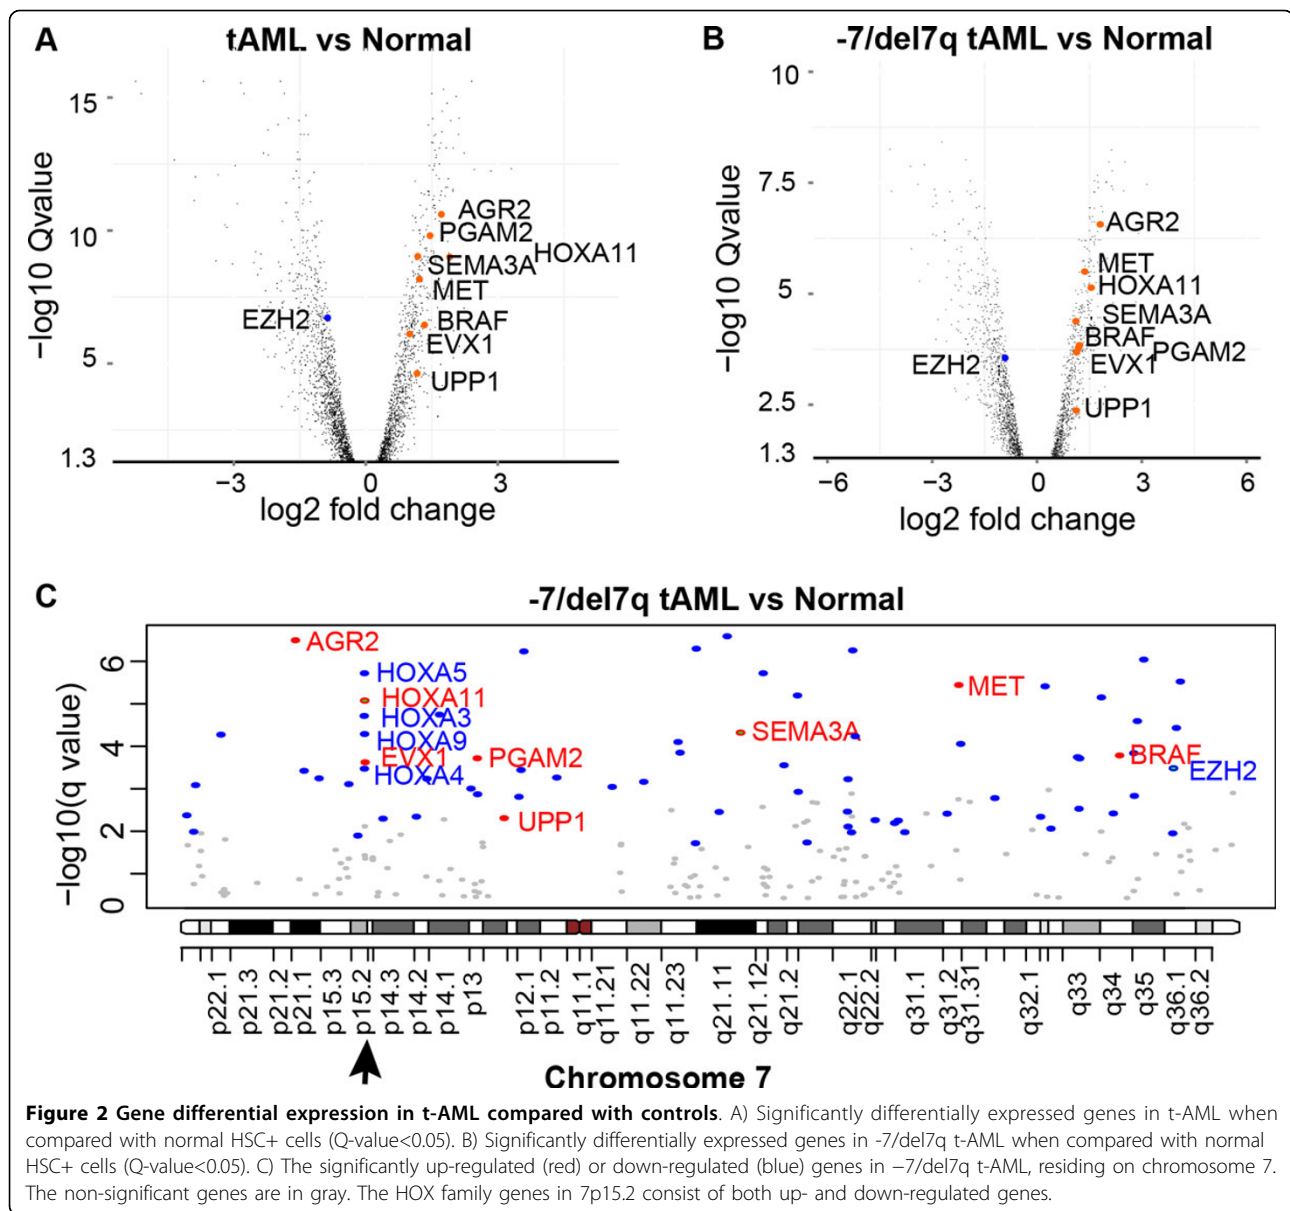 A
tAML vs Normal
−log10 Qvalue
15
10
5
1.3
AGR2
PGAM2
HOXA11
SEMA3A
MET
EZH2
BRAF
EVX1
UPP1
−3
0
3
log2 fold change
B
-7/del7q tAML vs Normal
−log10 Qvalue
10
7.5
5
2.5
1.3
AGR2
MET
HOXA11
SEMA3A
BRAF
PGAM2
EZH2
EVX1
UPP1
−6
−3
0
3
6
log2 fold change
C
-7/del7q tAML vs Normal
−log10(q value)
6
4
2
0
AGR2
HOXA5
HOXA11
HOXA3
HOXA9
EVX1
HOXA4
PGAM2
UPP1
SEMA3A
MET
BRAF
EZH2
p22.1
p21.3
p21.2
p21.1
p15.3
p15.2
p14.3
p14.2
p14.1
p13
p12.1
p11.2
q11.1
q11.21
q11.22
q11.23
q21.11
q21.12
q21.2
q22.1
q22.2
q31.1
q31.2
q31.31
q32.1
q33
q34
q35
q36.1
q36.2
Chromosome 7
Figure 2 Gene differential expression in t-AML compared with controls. A) Significantly differentially expressed genes in t-AML when
compared with normal HSC+ cells (Q-value<0.05). B) Significantly differentially expressed genes in -7/del7q t-AML when compared with normal
HSC+ cells (Q-value<0.05). C) The significantly up-regulated (red) or down-regulated (blue) genes in −7/del7q t-AML, residing on chromosome 7.
The non-significant genes are in gray. The HOX family genes in 7p15.2 consist of both up- and down-regulated genes.